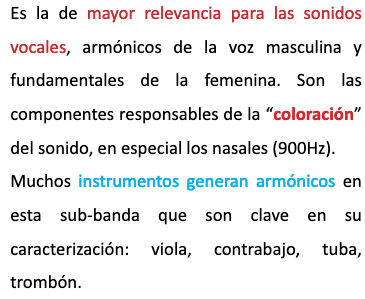 Es la de mayor relevancia para las sonidos
vocales, armónicos de la voz masculina y
fundamentales de la femenina. Son las
componentes responsables de la “coloración”
del sonido, en especial los nasales (900Hz).
Muchos instrumentos generan armónicos en
esta sub-banda que son clave en su
caracterización: viola, contrabajo, tuba,
trombón.